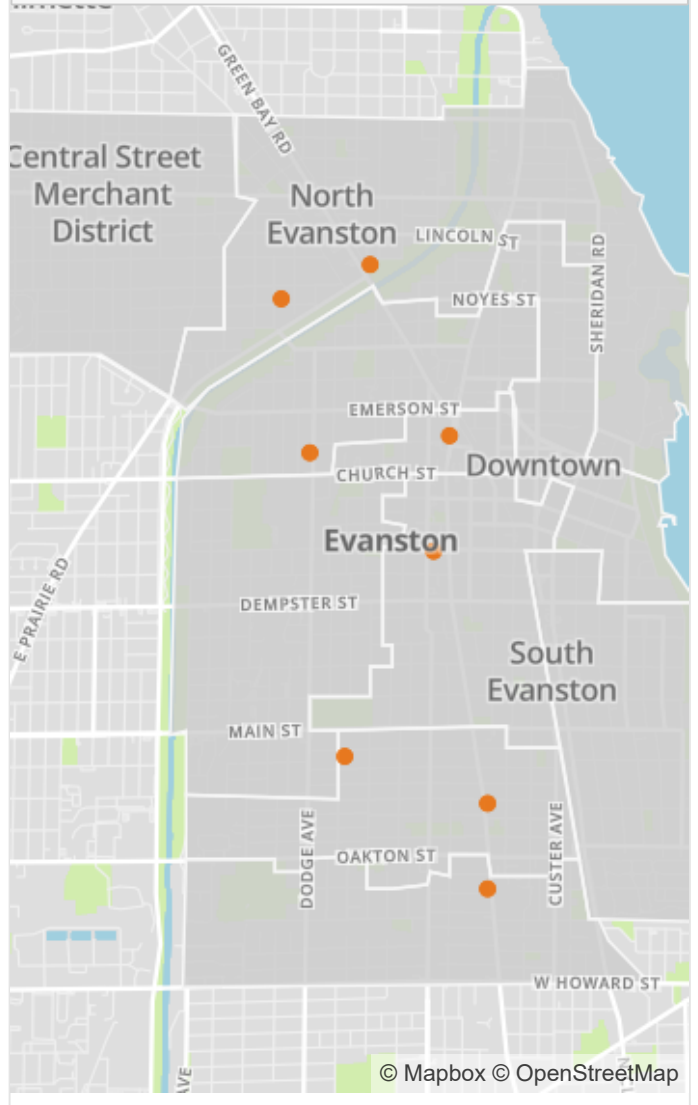 GREEN BAY RD
Central Street
Merchant
District
North
Evanston
LINCOLN ST
SHERIDAN RD
NOYES ST
EMERSON ST
CHURCH ST
Downtown
Evanston
E PRAIRIE RD
DEMPSTER ST
South
Evanston
MAIN ST
DODGE AVE
OAKTON ST
CUSTER AVE
W HOWARD ST
AVE
© Mapbox © OpenStreetMap